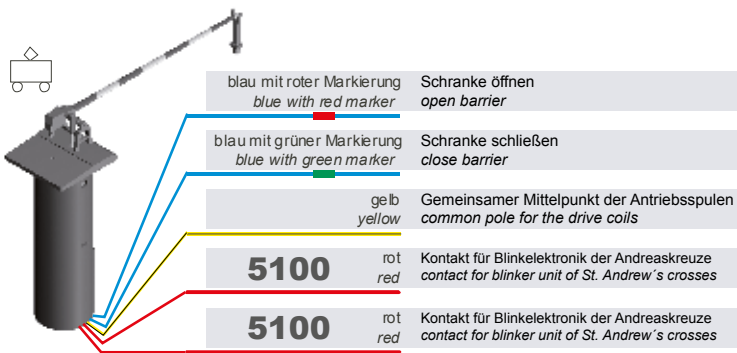 blau mit roter Markierung Schranke öffnen
blue with red marker open barrier
blau mit grüner Markierung Schranke schließen
blue with green marker close barrier
gelb Gemeinsamer Mittelpunkt der Antriebsspulen
yellow common pole for the drive coils
5100 rot Kontakt für Blinkelektronik der Andreaskreuze
red contact for blinker unit of St. Andrew´s crosses
5100 rot Kontakt für Blinkelektronik der Andreaskreuze
red contact for blinker unit of St. Andrew´s crosses